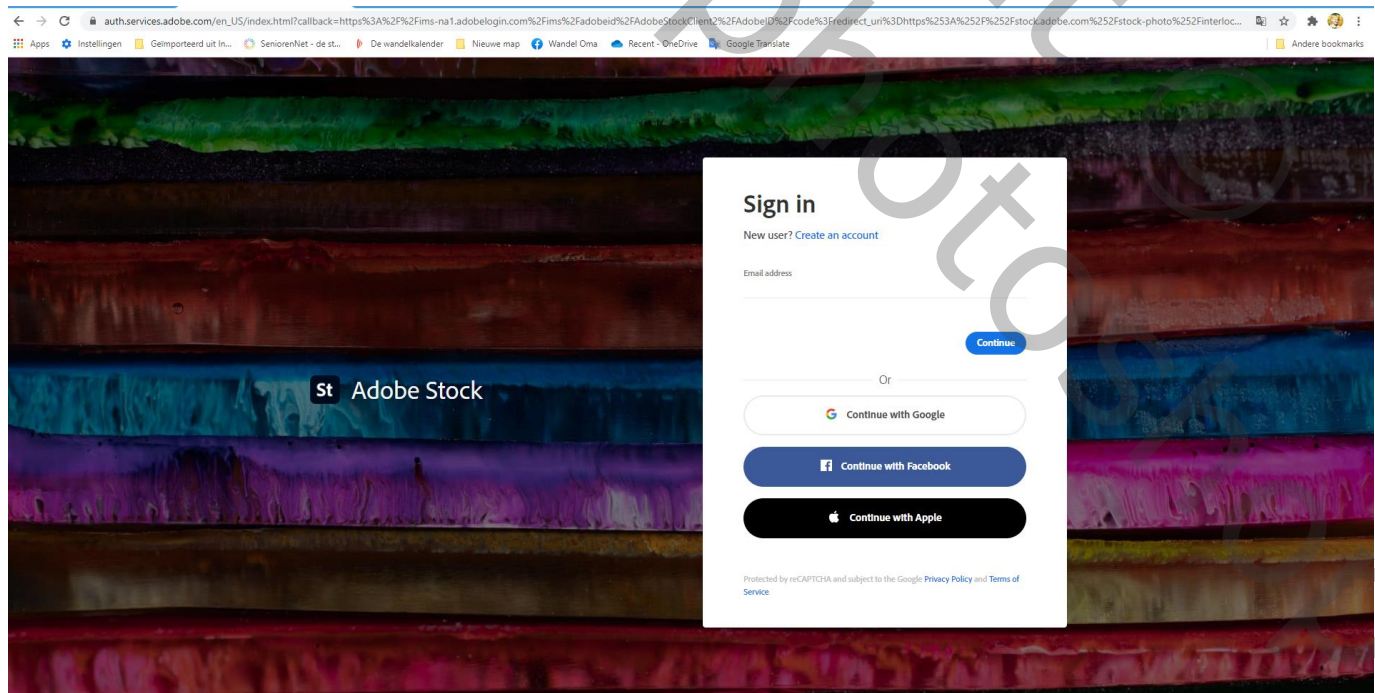 auth.services.adobe.com/en_US/index.html?callback=https%3A%2F%2Fims-na1.adobelogin.com%2Fims%2Fadobeid%2FAdobeStockClient2%2FAdobeID%2Fcode%3Fredirect_uri%3Dhttps%253A%252F%252Fstock.adobe.com%252Fstock-photo%252Finterloc...
Apps Instellingen Geïmporteerd uit In... SeniorenNet - de st... De wandelkalender Nieuwe map Wandel Oma Recent - OneDrive Google Translate Andere bookmarks
Sign in
New user? Create an account
Email address
Continue
Or
St Adobe Stock
Continue with Google
Continue with Facebook
Continue with Apple
Protected by reCAPTCHA and subject to the Google Privacy Policy and Terms of
Service